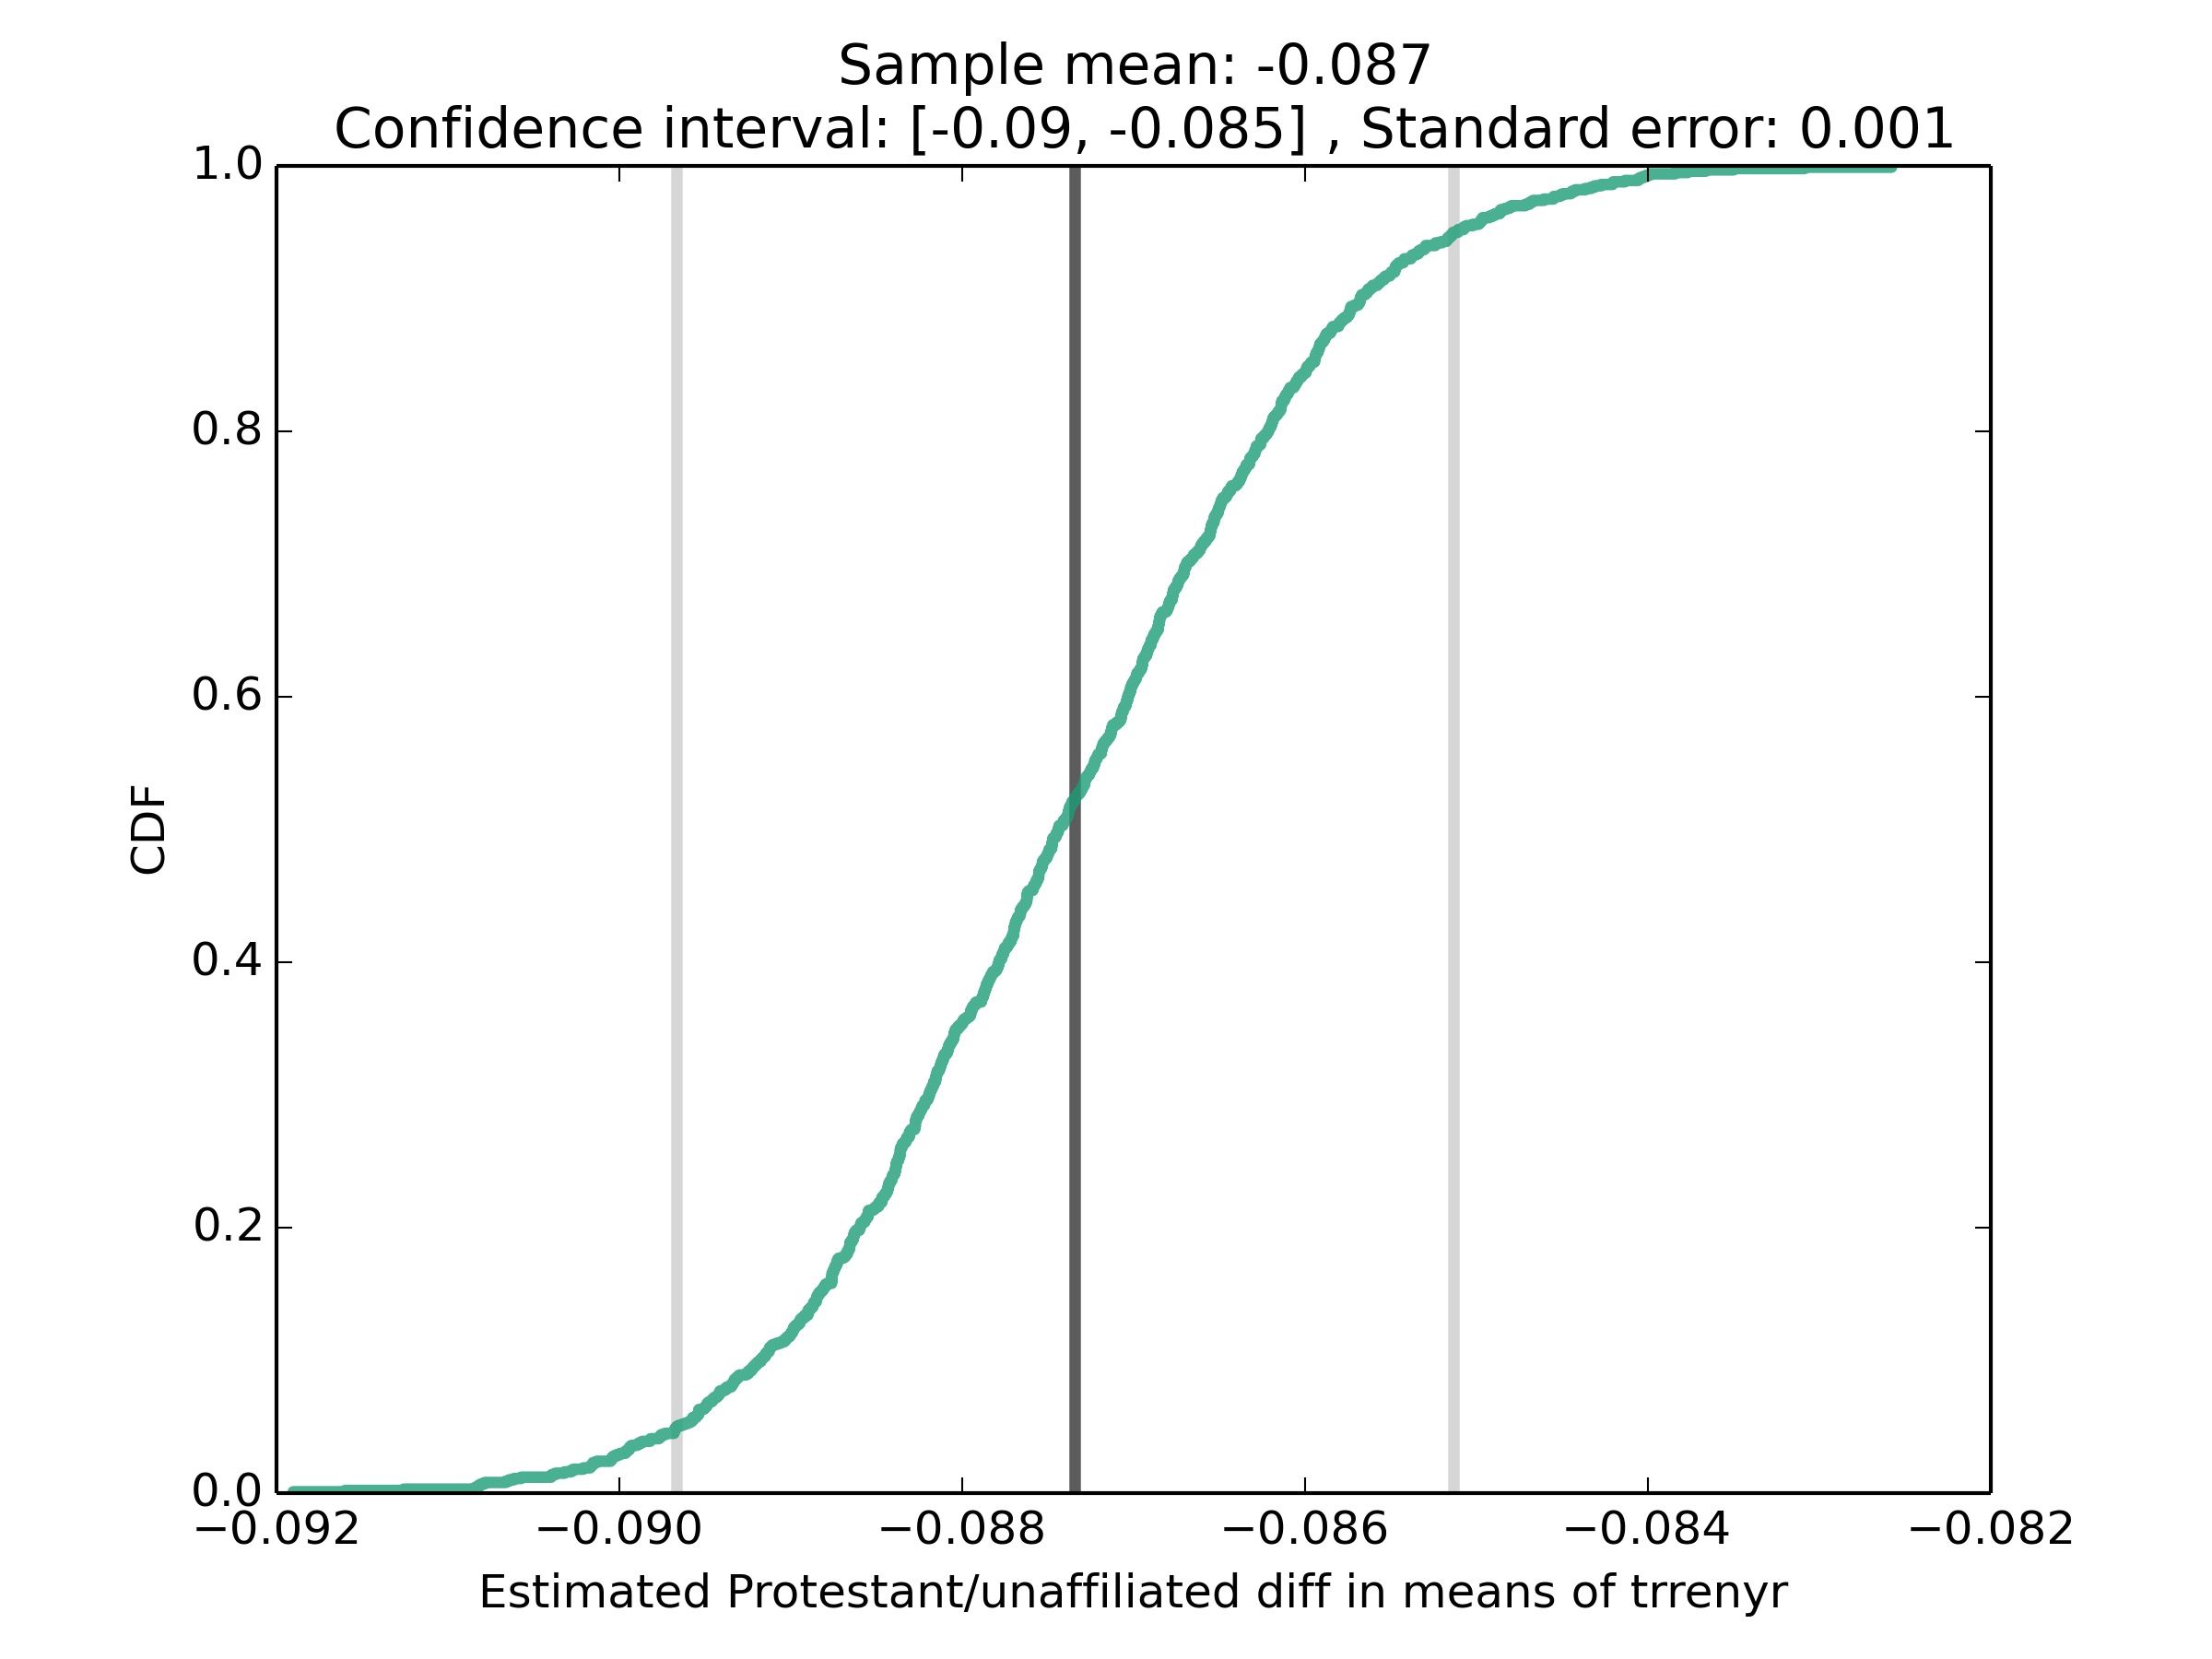 Sample mean: -0.087
Confidence interval: [-0.09, -0.085] , Standard error: 0.001
1.0
0.8
0.6
0.4
0.2
0.0
CDF
−0.092 −0.090 −0.088 −0.086 −0.084 −0.082
Estimated Protestant/unaffiliated diff in means of trrenyr